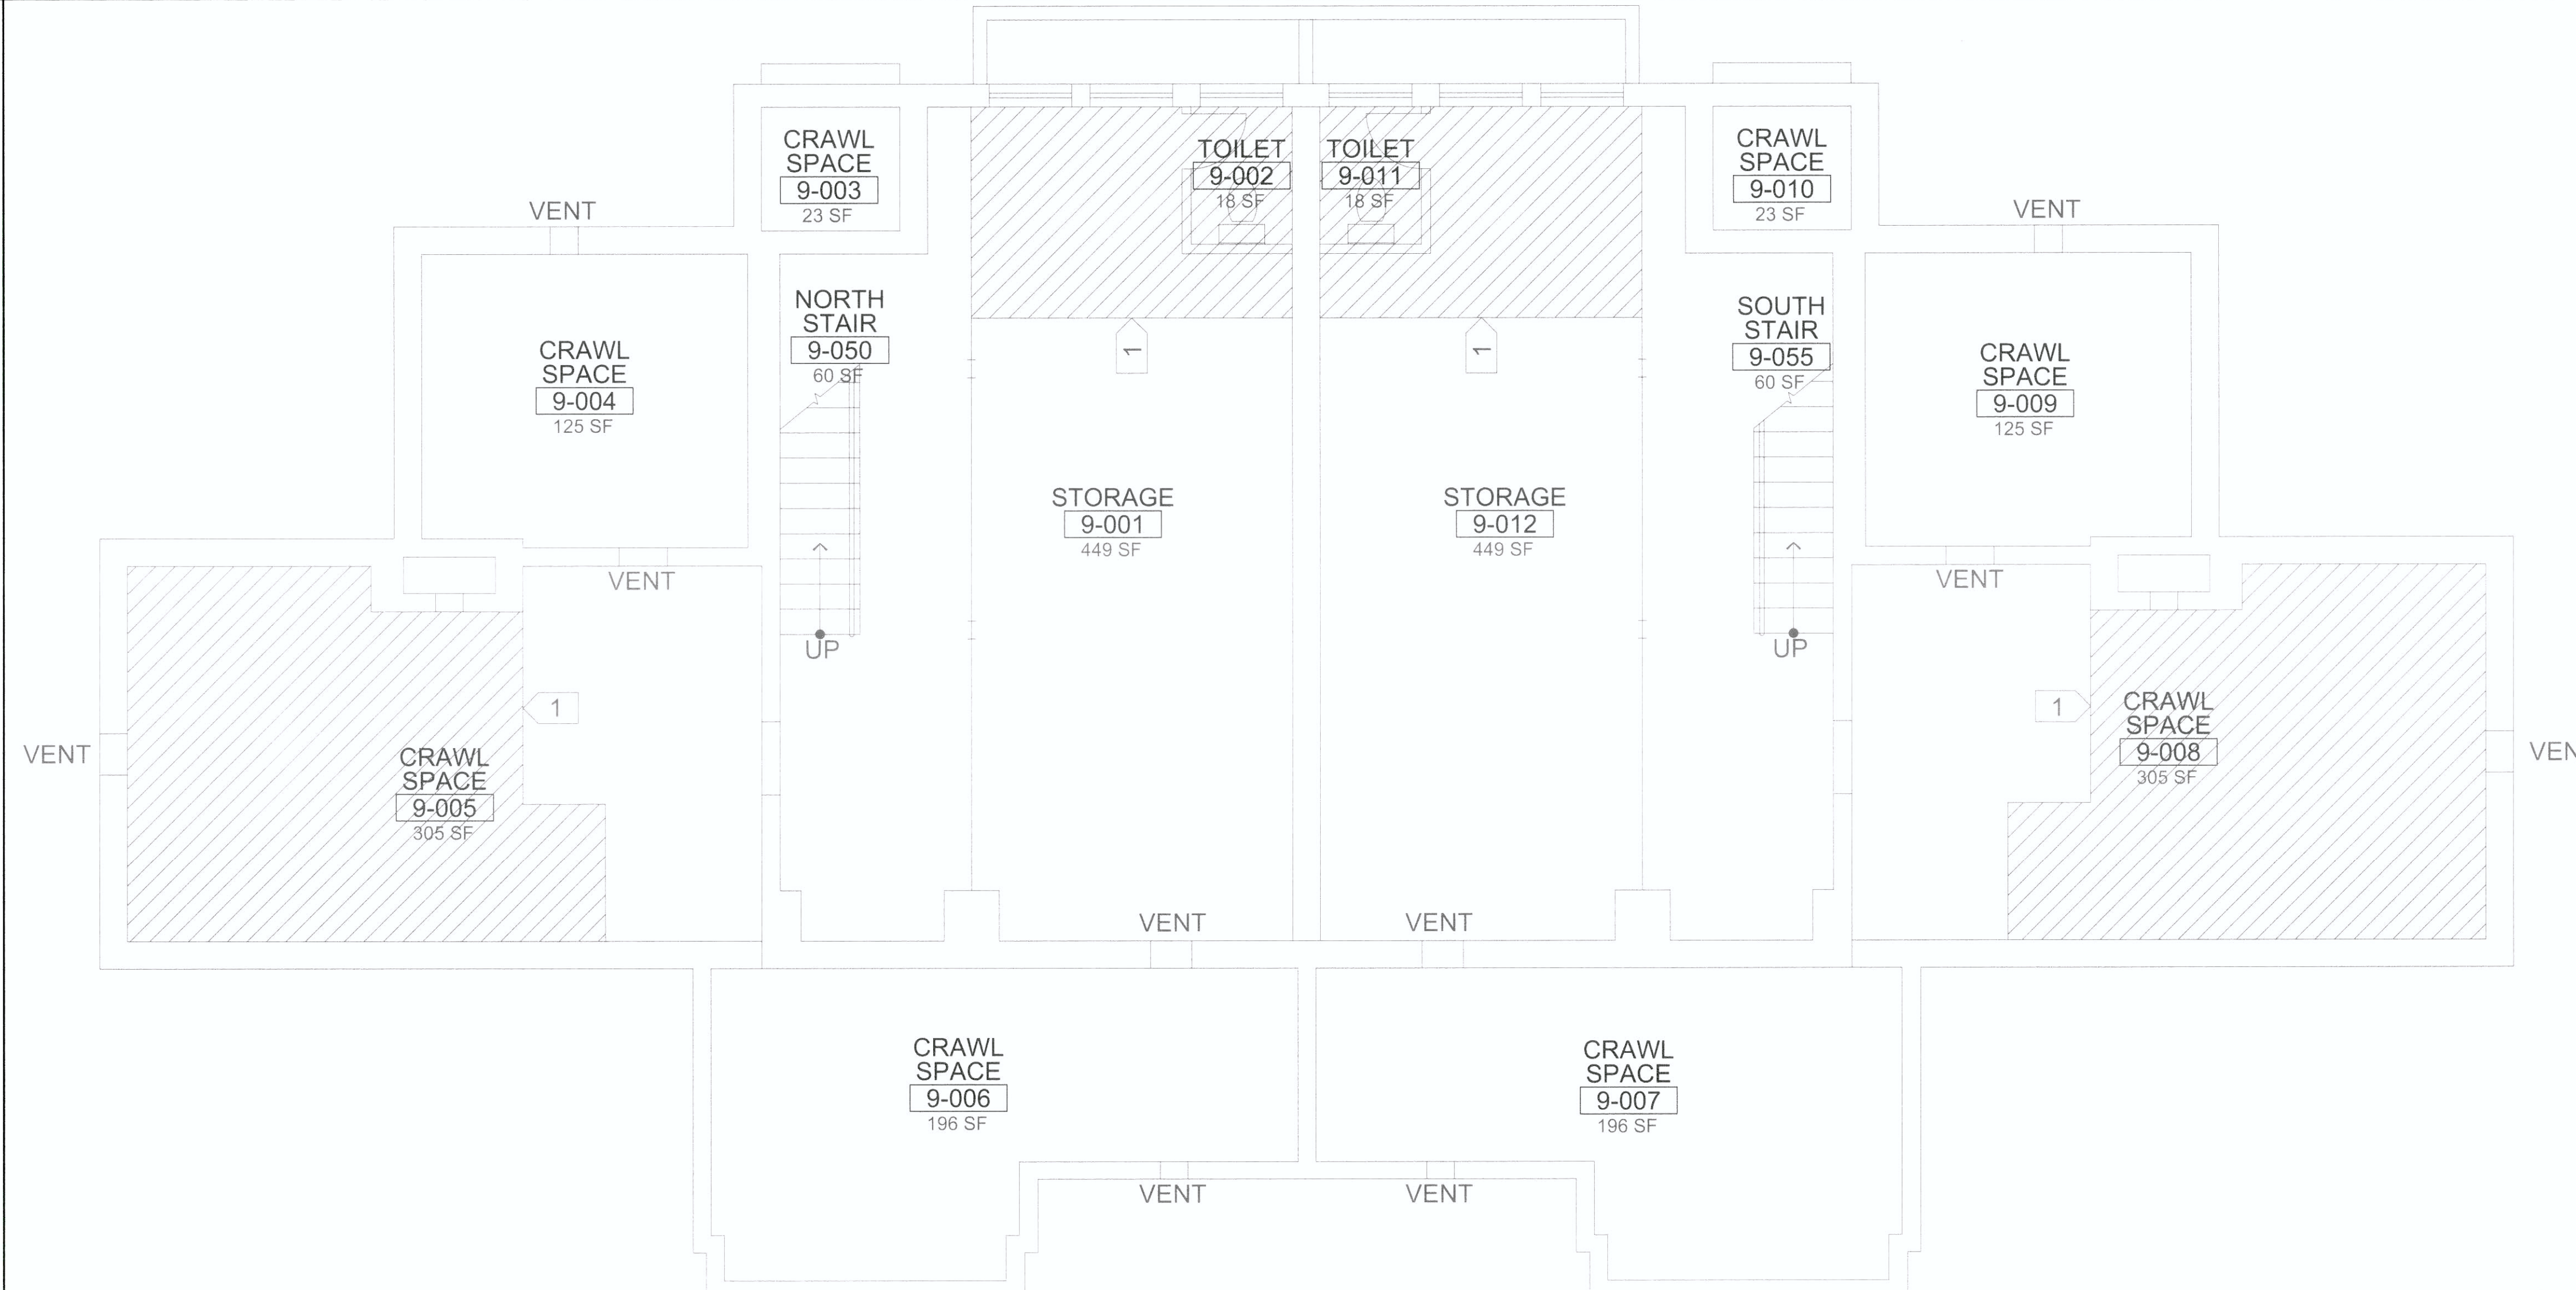 CRAWL
SPACE
9-003
23 SF
TOILET
9-002
18 SF
TOILET
9-011
18 SF
CRAWL
SPACE
9-010
23 SF
VENT
VENT
NORTH
STAIR
9-050
60 SF
SOUTH
STAIR
9-055
60 SF
1
1
CRAWL
SPACE
9-004
125 SF
CRAWL
SPACE
9-009
125 SF
STORAGE
9-001
449 SF
STORAGE
9-012
449 SF
VENT
VENT
UP
UP
1
1
VENT
CRAWL
SPACE
9-005
305 SF
CRAWL
SPACE
9-008
305 SF
VEN
VENT
VENT
CRAWL
SPACE
9-006
196 SF
CRAWL
SPACE
9-007
196 SF
VENT
VENT